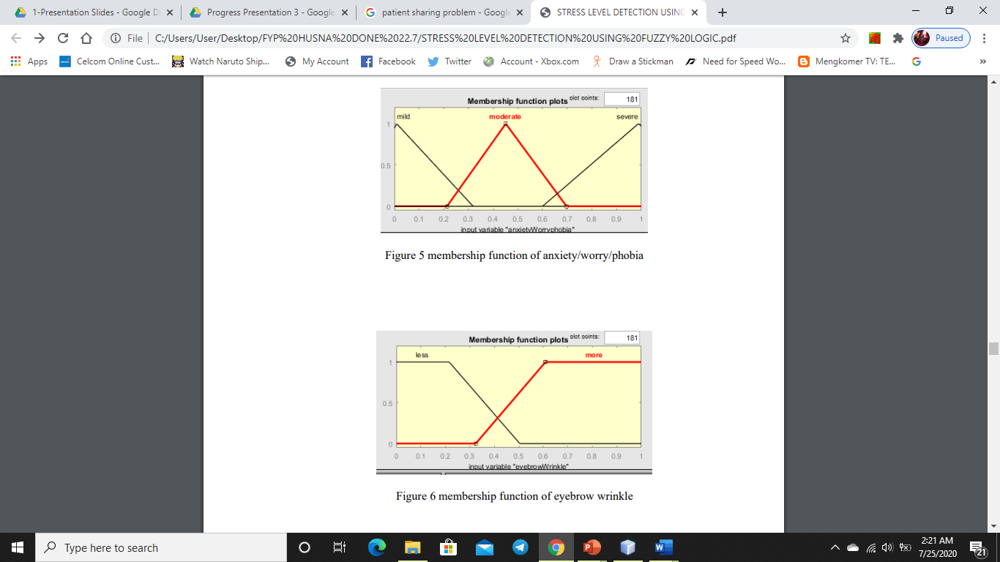 1-Presentation Slides - Google D
Progress Presentation 3 - Google
patient sharing problem - Google
STRESS LEVEL DETECTION USING
Paused
File
C:/Users/User/Desktop/FYP%20HUSNA%20DONE%2022.7/STRESS%20LEVEL%20DETECTION%20USING%20FUZZY%20LOGIC.pdf
Apps
Celcom Online Cust...
Watch Naruto Ship...
My Account
Facebook
Twitter
Account - Xbox.com
Draw a Stickman
Need for Speed Wo...
Mengkomer TV: TE...
»
Membership function plots
plot points:
181
mild
moderate
severe
1
0.5
0
0 0.1 0.2 0.3 0.4 0.5 0.6 0.7 0.8 0.9 1
input variable "anxietyWorryphobia"
Figure 5 membership function of anxiety/worry/phobia
Membership function plots
plot points:
181
less
more
1
0.5
0
0 0.1 0.2 0.3 0.4 0.5 0.6 0.7 0.8 0.9 1
input variable "eyebrowWrinkle"
Figure 6 membership function of eyebrow wrinkle
Type here to search
2:21 AM
7/25/2020
21